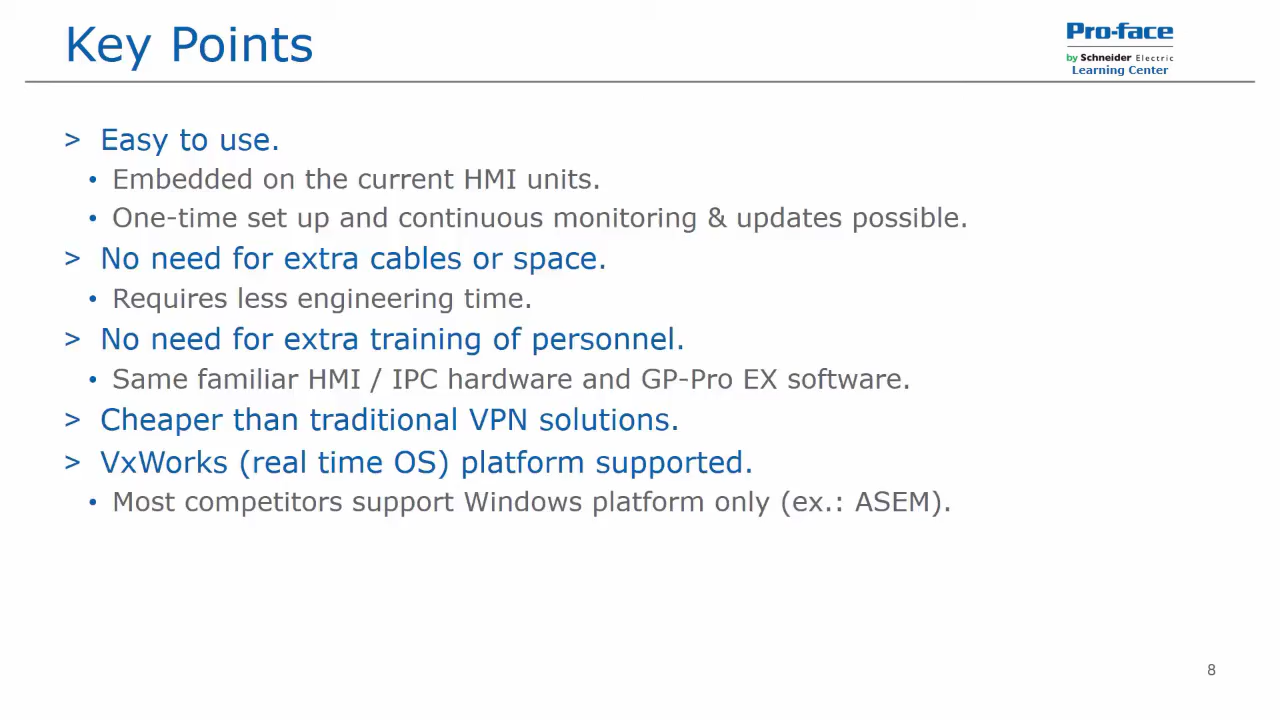 Key Points
Pro-face
by Schneider Electric
Learning Center
> Easy to use.
• Embedded on the current HMI units.
• One-time set up and continuous monitoring & updates possible.
> No need for extra cables or space.
• Requires less engineering time.
> No need for extra training of personnel.
• Same familiar HMI / IPC hardware and GP-Pro EX software.
> Cheaper than traditional VPN solutions.
> VxWorks (real time OS) platform supported.
• Most competitors support Windows platform only (ex.: ASEM).
8